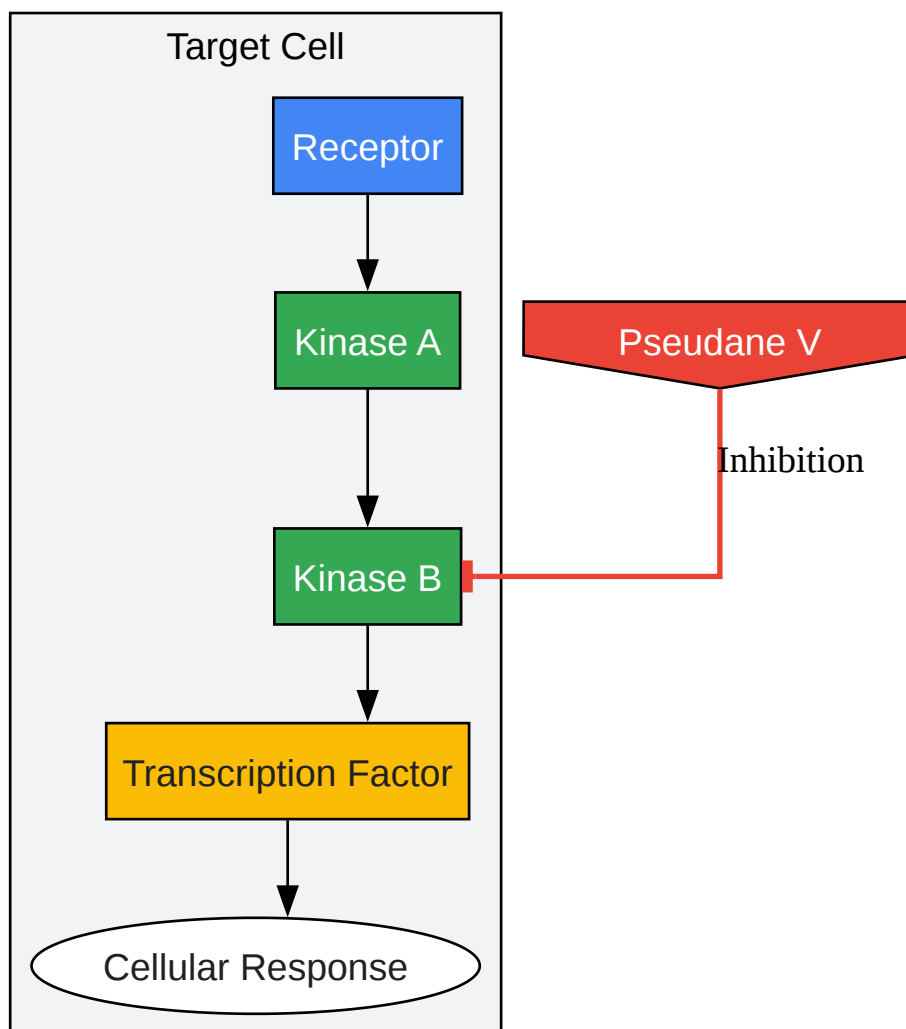 Target Cell
Receptor
Kinase A
Pseudane V
Inhibition
Kinase B
Transcription Factor
Cellular Response